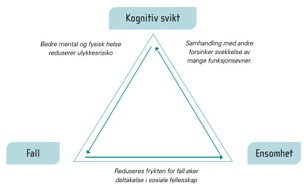 Kognitiv svikt
Bedre mental og fysisk helse
reduserer ulykkesrisiko
Samhandling med andre
forsinker svekkelse av
mange funksjonsevner.
Fall
Ensomhet
Reduseres frykten for fall øker
deltakelse i sosiale fellesskap